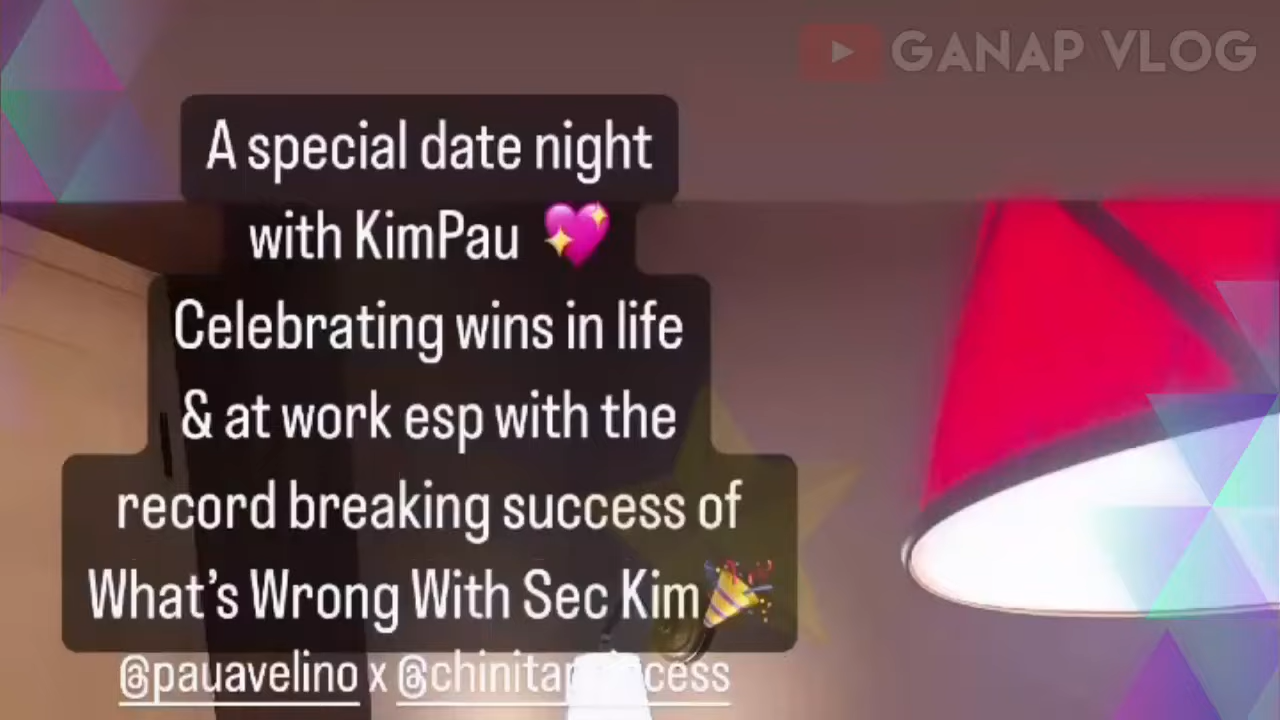 GANAP VLOG
A special date night
with KimPau 💖
Celebrating wins in life
& at work esp with the
record breaking success of
What's Wrong With Sec Kim🎉
@pauavelino x